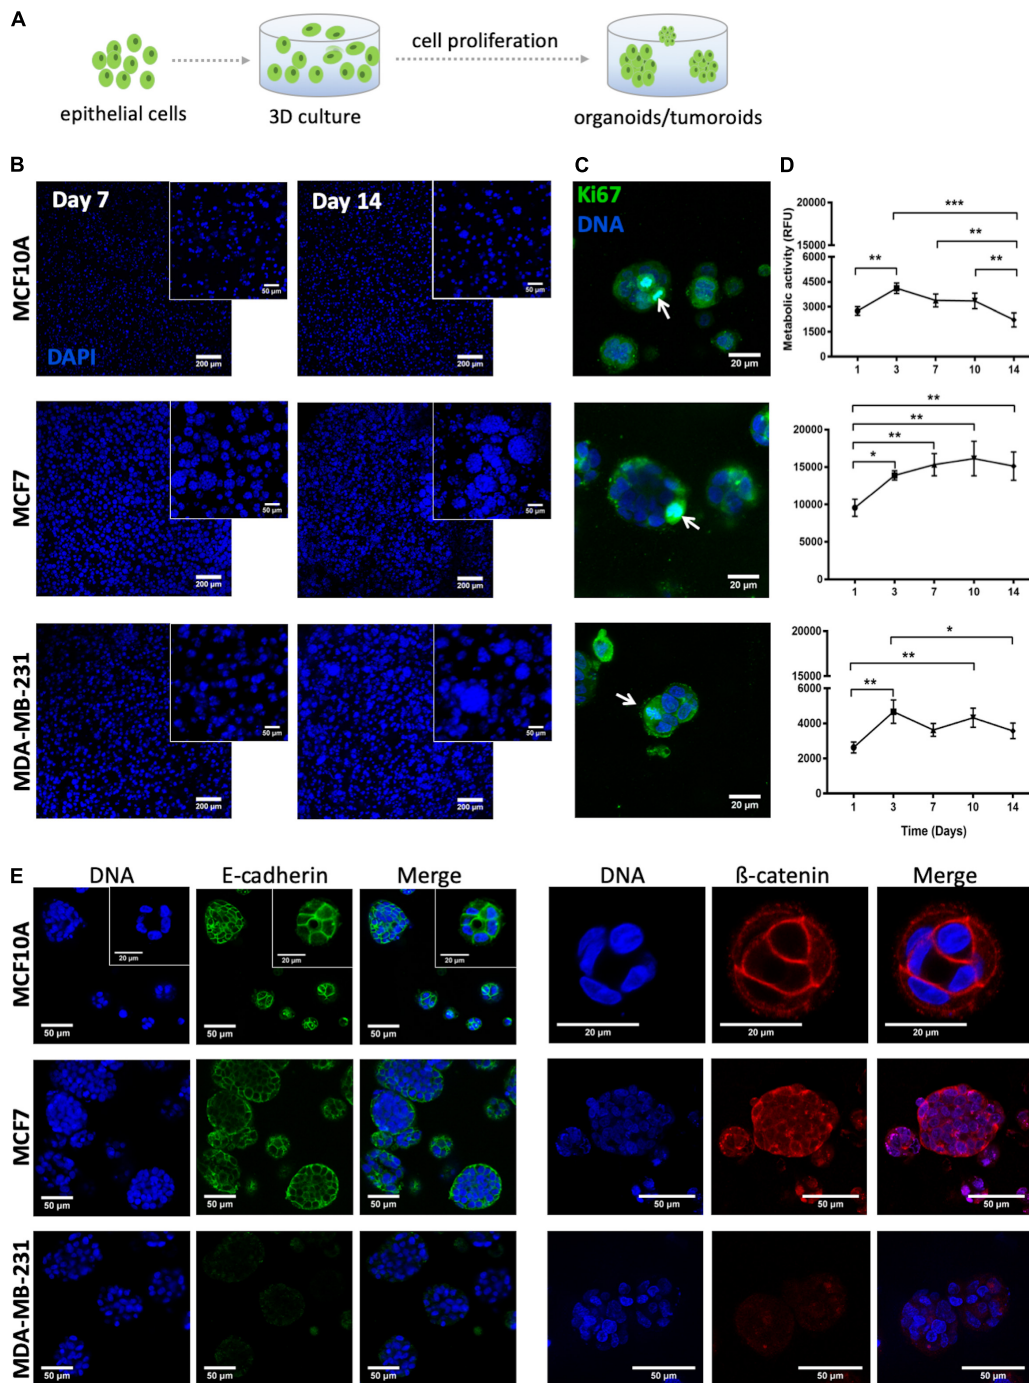 A
epithelial cells
3D culture
cell proliferation
organoids/tumoroids
B
C
D
MCF10A
Day 7
DAPI
50 µm
200 µm
Day 14
50 µm
200 µm
Ki67
DNA
20 µm
Metabolic activity (RFU)
20000
15000
6000
4500
3000
1500
0
1 3 7 10 14
**
***
**
**
MCF7
50 µm
200 µm
50 µm
200 µm
20 µm
20000
15000
10000
5000
0
1 3 7 10 14
**
**
**
*
MDA-MB-231
50 µm
200 µm
50 µm
200 µm
20 µm
20000
15000
6000
4000
2000
0
1 3 7 10 14
*
**
**
Time (Days)
E
DNA E-cadherin Merge DNA ß-catenin Merge
MCF10A
20 µm
50 µm
20 µm
50 µm
20 µm
50 µm
20 µm
20 µm
20 µm
MCF7
50 µm
50 µm
50 µm
50 µm
50 µm
50 µm
MDA-MB-231
50 µm
50 µm
50 µm
50 µm
50 µm
50 µm